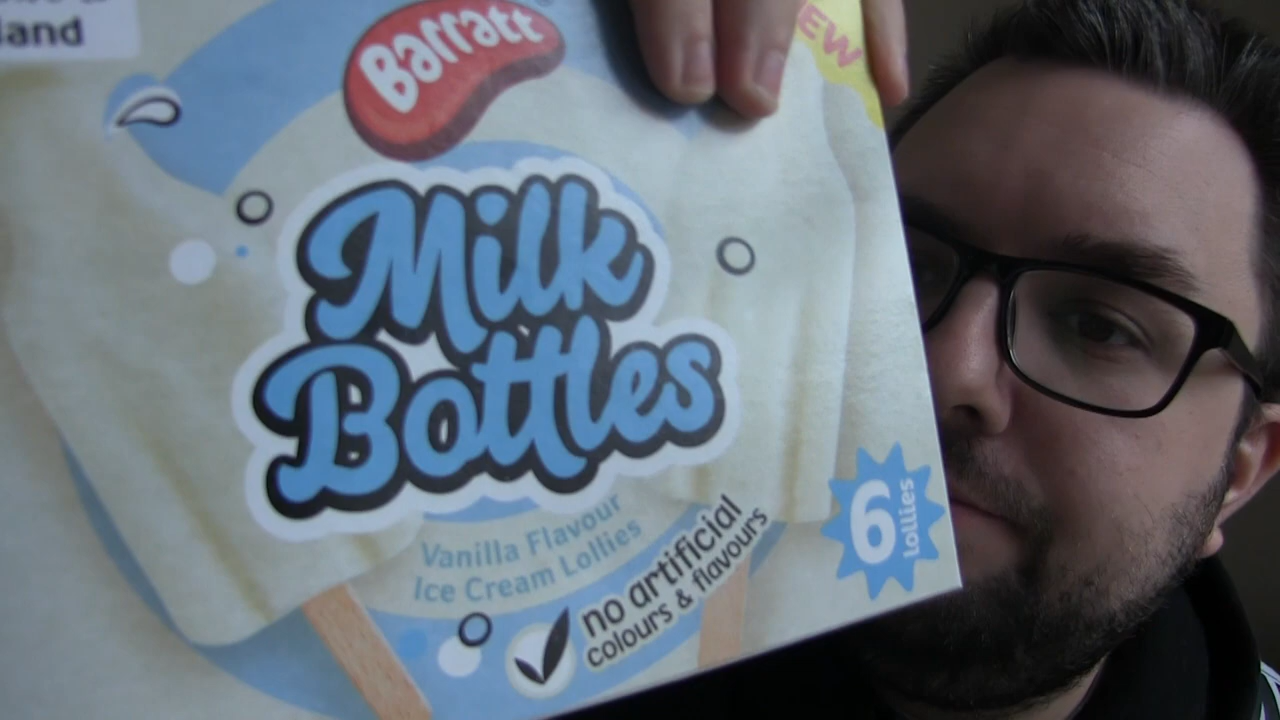 land
Barratt
EW
Milk
Bottles
Vanilla Flavour
Ice Cream Lollies
no artificial
colours & flavours
6
lollies